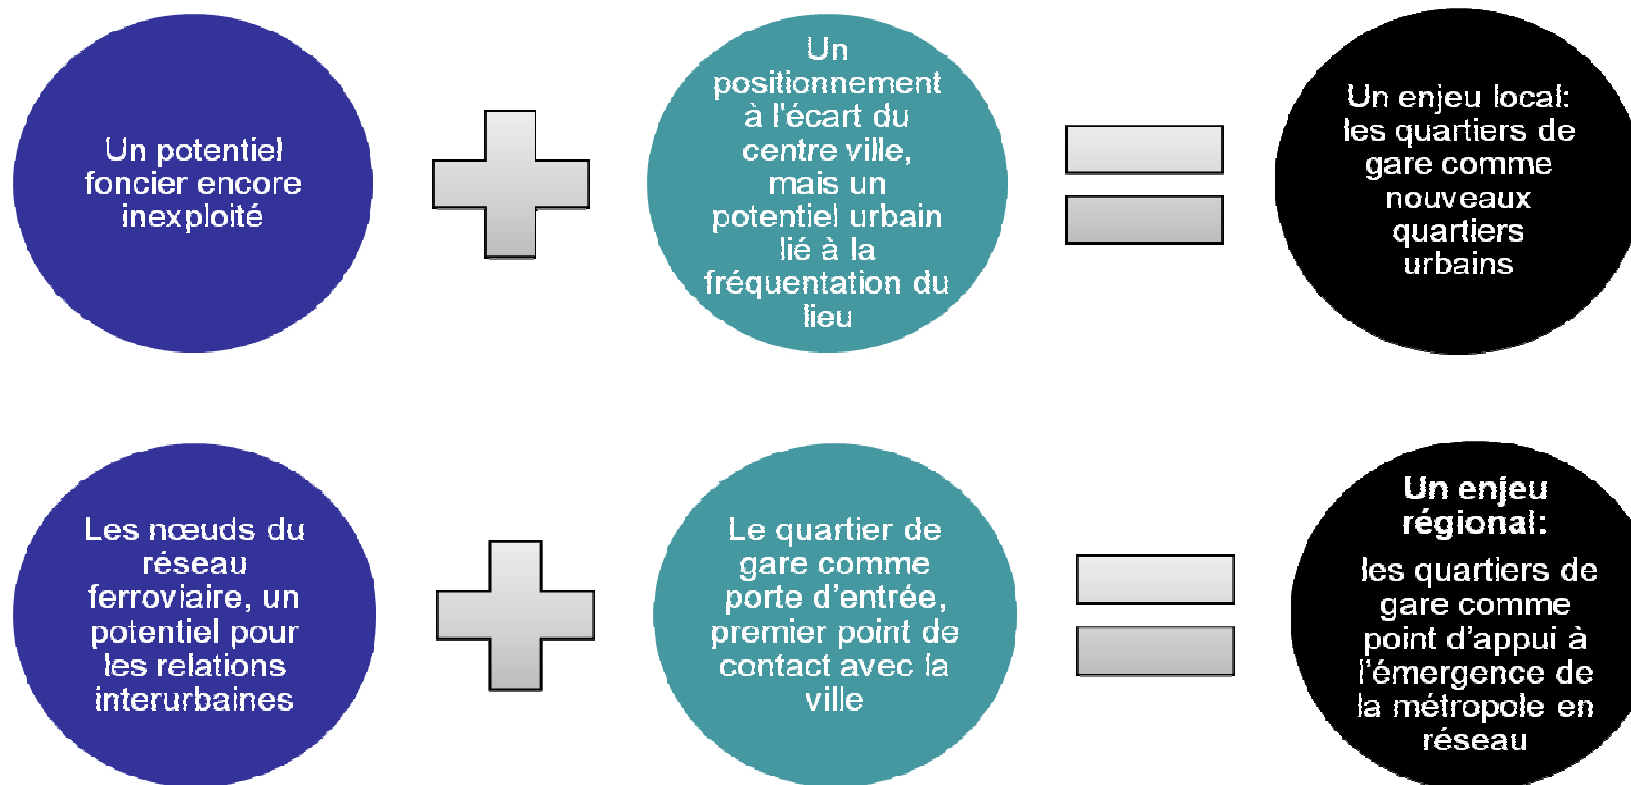 Un potentiel
foncier encore
inexploité
Un
positionnement
à l'écart du
centre ville,
mais un
potentiel urbain
lié à la
fréquentation du
lieu
Un enjeu local:
les quartiers de
gare comme
nouveaux
quartiers
urbains
Les nœuds du
réseau
ferroviaire, un
potentiel pour
les relations
interurbaines
Le quartier de
gare comme
porte d’entrée,
premier point de
contact avec la
ville
Un enjeu
régional:
les quartiers de
gare comme
point d’appui à
l’émergence de
la métropole en
réseau